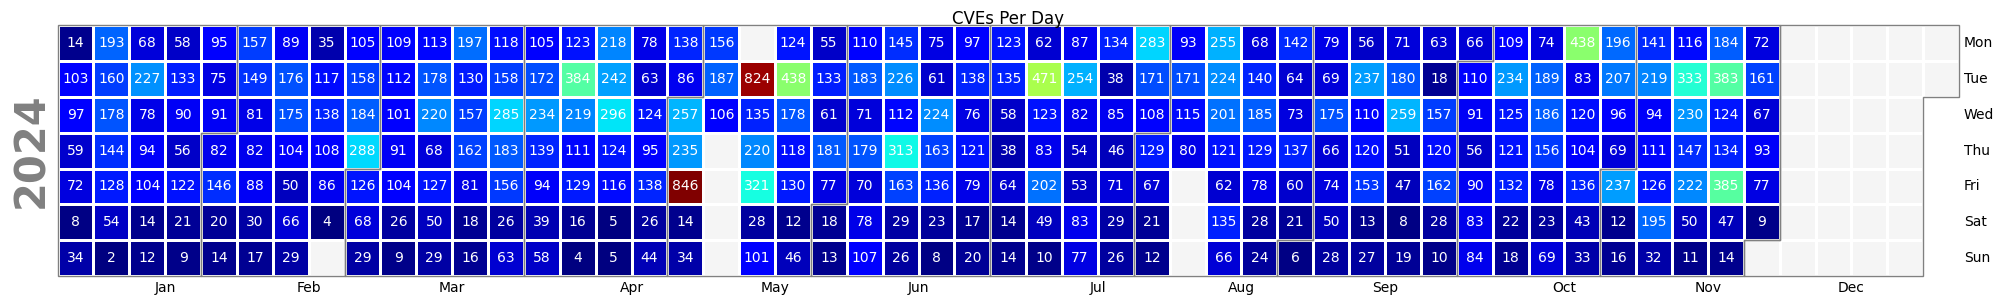 CVEs Per Day
14 193 68 58 95 157 89 35 105 109 113 197 118 105 123 218 78 138 156 124 55 110 145 75 97 123 62 87 134 283 93 255 68 142 79 56 71 63 66 109 74 438 196 141 116 184 72 Mon
103 160 227 133 75 149 176 117 158 112 178 130 158 172 384 242 63 86 187 824 438 133 183 226 61 138 135 471 254 38 171 171 224 140 64 69 237 180 18 110 234 189 83 207 219 333 383 161 Tue
97 178 78 90 91 81 175 138 184 101 220 157 285 234 219 296 124 257 106 135 178 61 71 112 224 76 58 123 82 85 108 115 201 185 73 175 110 259 157 91 125 186 120 96 94 230 124 67 Wed
59 144 94 56 82 82 104 108 288 91 68 162 183 139 111 124 95 235 220 118 181 179 313 163 121 38 83 54 46 129 80 121 129 137 66 120 51 120 56 121 156 104 69 111 147 134 93 Thu
72 128 104 122 146 88 50 86 126 104 127 81 156 94 129 116 138 846 321 130 77 70 163 136 79 64 202 53 71 67 62 78 60 74 153 47 162 90 132 78 136 237 126 222 385 77 Fri
8 54 14 21 20 30 66 4 68 26 50 18 26 39 16 5 26 14 28 12 18 78 29 23 17 14 49 83 29 21 135 28 21 50 13 8 28 83 22 23 43 12 195 50 47 9 Sat
34 2 12 9 14 17 29 29 9 29 16 63 58 4 5 44 34 101 46 13 107 26 8 20 14 10 77 26 12 66 24 6 28 27 19 10 84 18 69 33 16 32 11 14 Sun
2024
Jan Feb Mar Apr May Jun Jul Aug Sep Oct Nov Dec